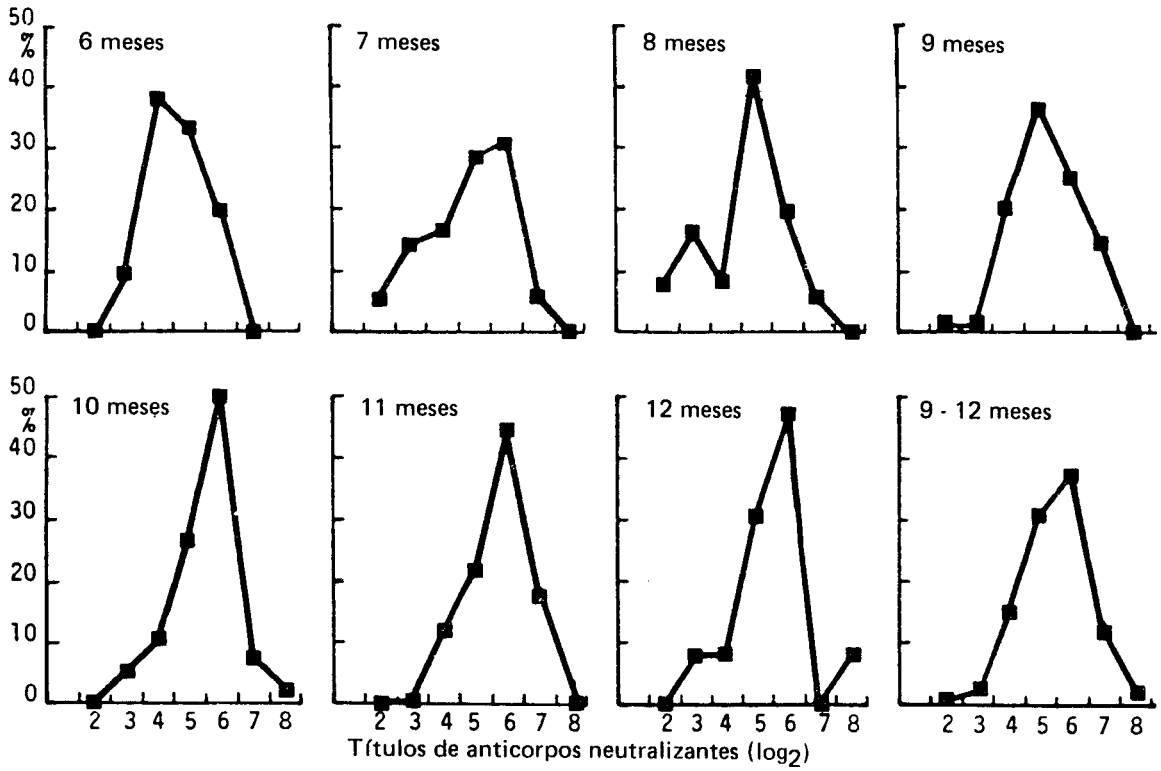 50
%
40
30
20
10
0
6 meses
7 meses
8 meses
9 meses
50
%
40
30
20
10
0
10 meses
11 meses
12 meses
9 - 12 meses
2 3 4 5 6 7 8
2 3 4 5 6 7 8
2 3 4 5 6 7 8
2 3 4 5 6 7 8
Títulos de anticorpos neutralizantes (log2)